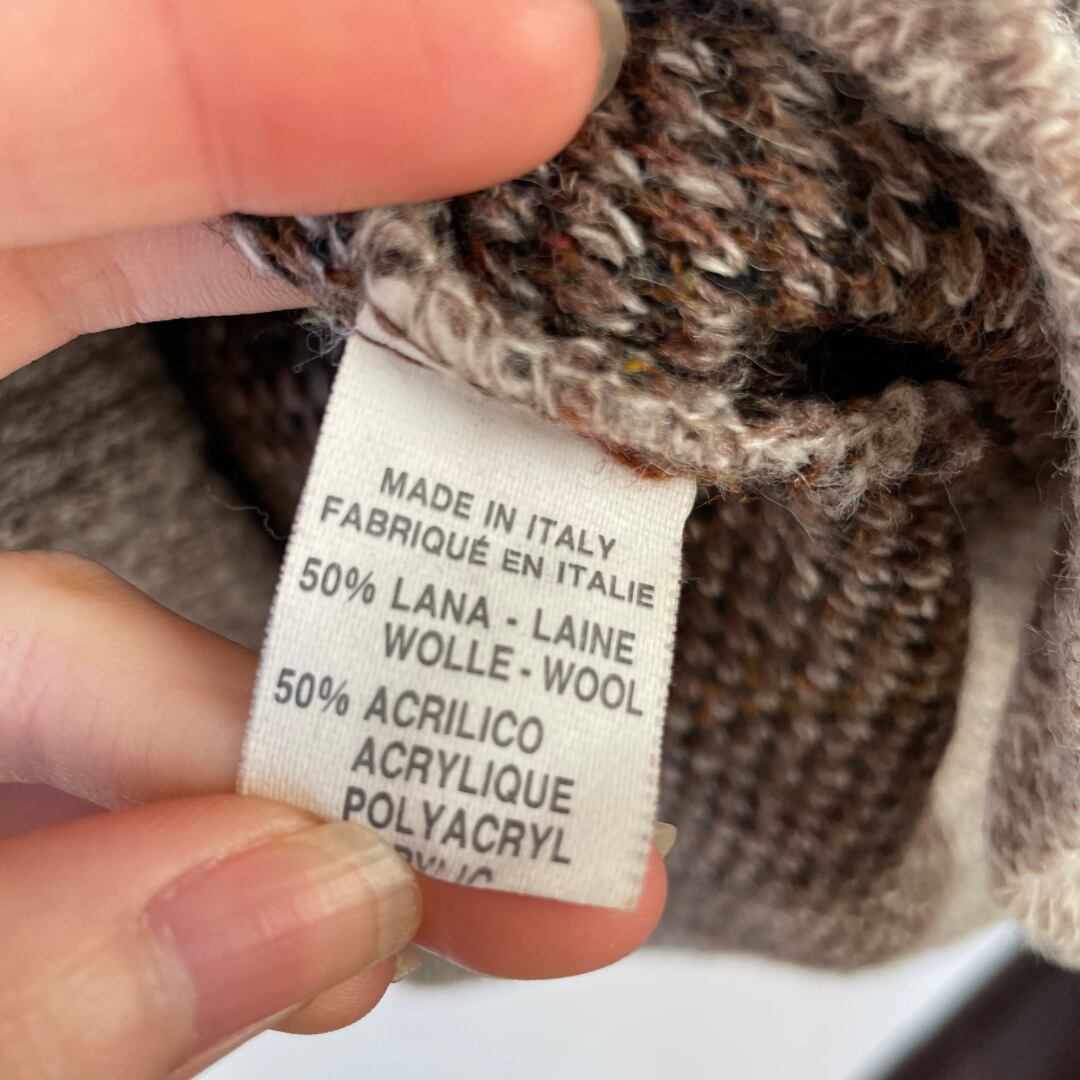 MADE IN ITALY
FABRIQUÉ EN ITALIE
50% LANA - LAINE
WOLLE - WOOL
50% ACRILICO
ACRYLIQUE
POLYACRYL